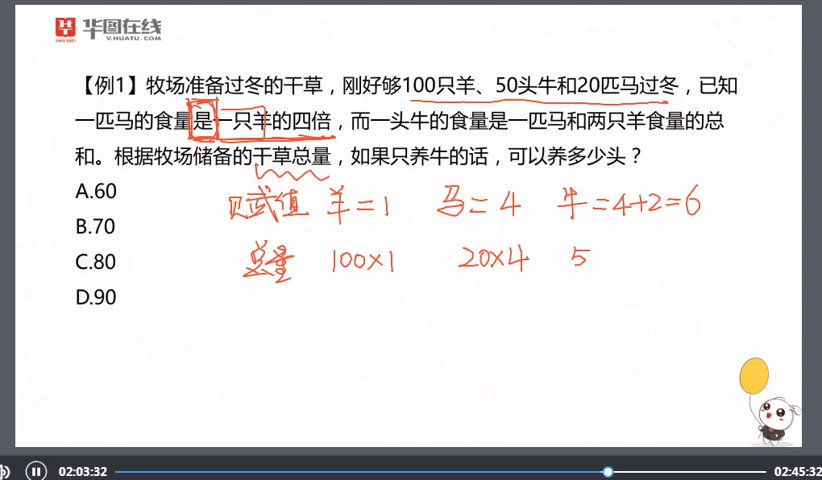 华图在线
V.HUATU.COM
【例1】牧场准备过冬的干草，刚好够100只羊、50头牛和20匹马过冬，已知
一匹马的食量是一只羊的四倍，而一头牛的食量是一匹马和两只羊食量的总
和。根据牧场储备的干草总量，如果只养牛的话，可以养多少头？
A.60
赋值 羊=1 马=4 牛=4+2=6
B.70
C.80
总量 100×1 20×4 5
D.90
02:03:32
02:45:32